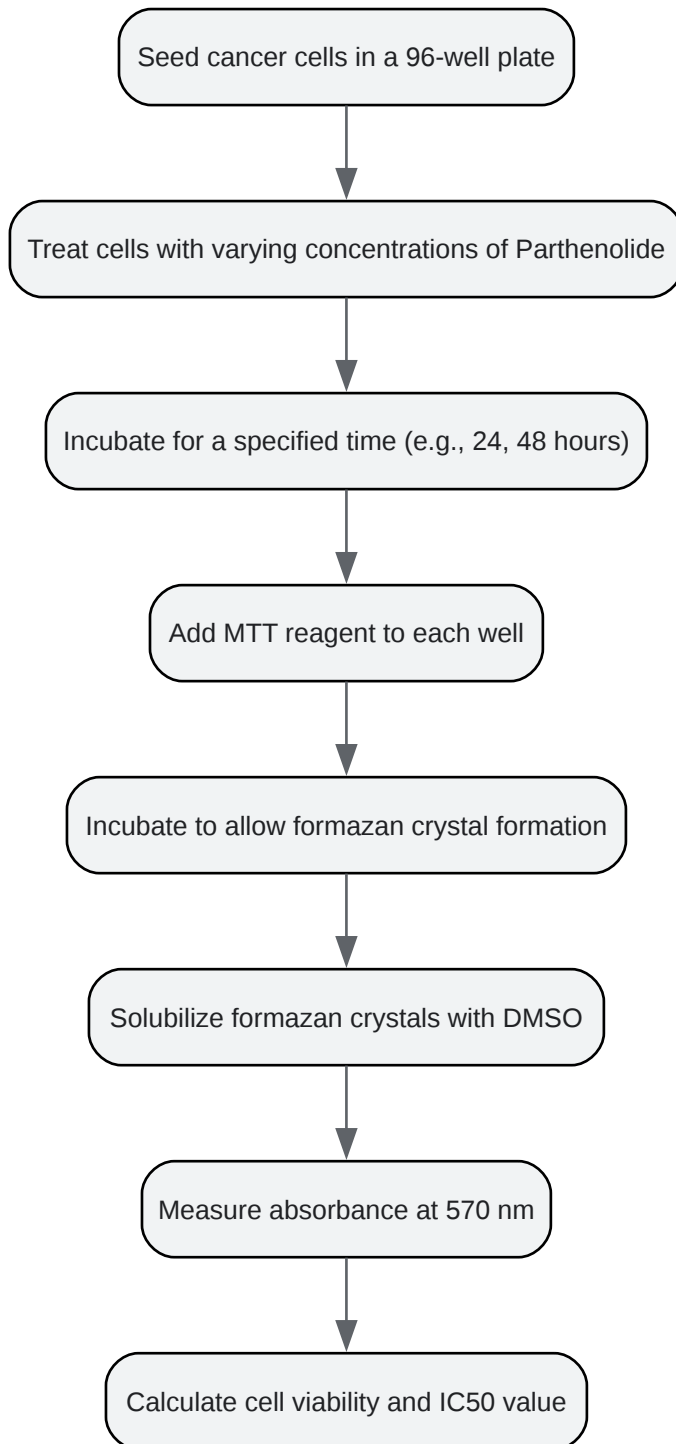 Seed cancer cells in a 96-well plate
Treat cells with varying concentrations of Parthenolide
Incubate for a specified time (e.g., 24, 48 hours)
Add MTT reagent to each well
Incubate to allow formazan crystal formation
Solubilize formazan crystals with DMSO
Measure absorbance at 570 nm
Calculate cell viability and IC50 value